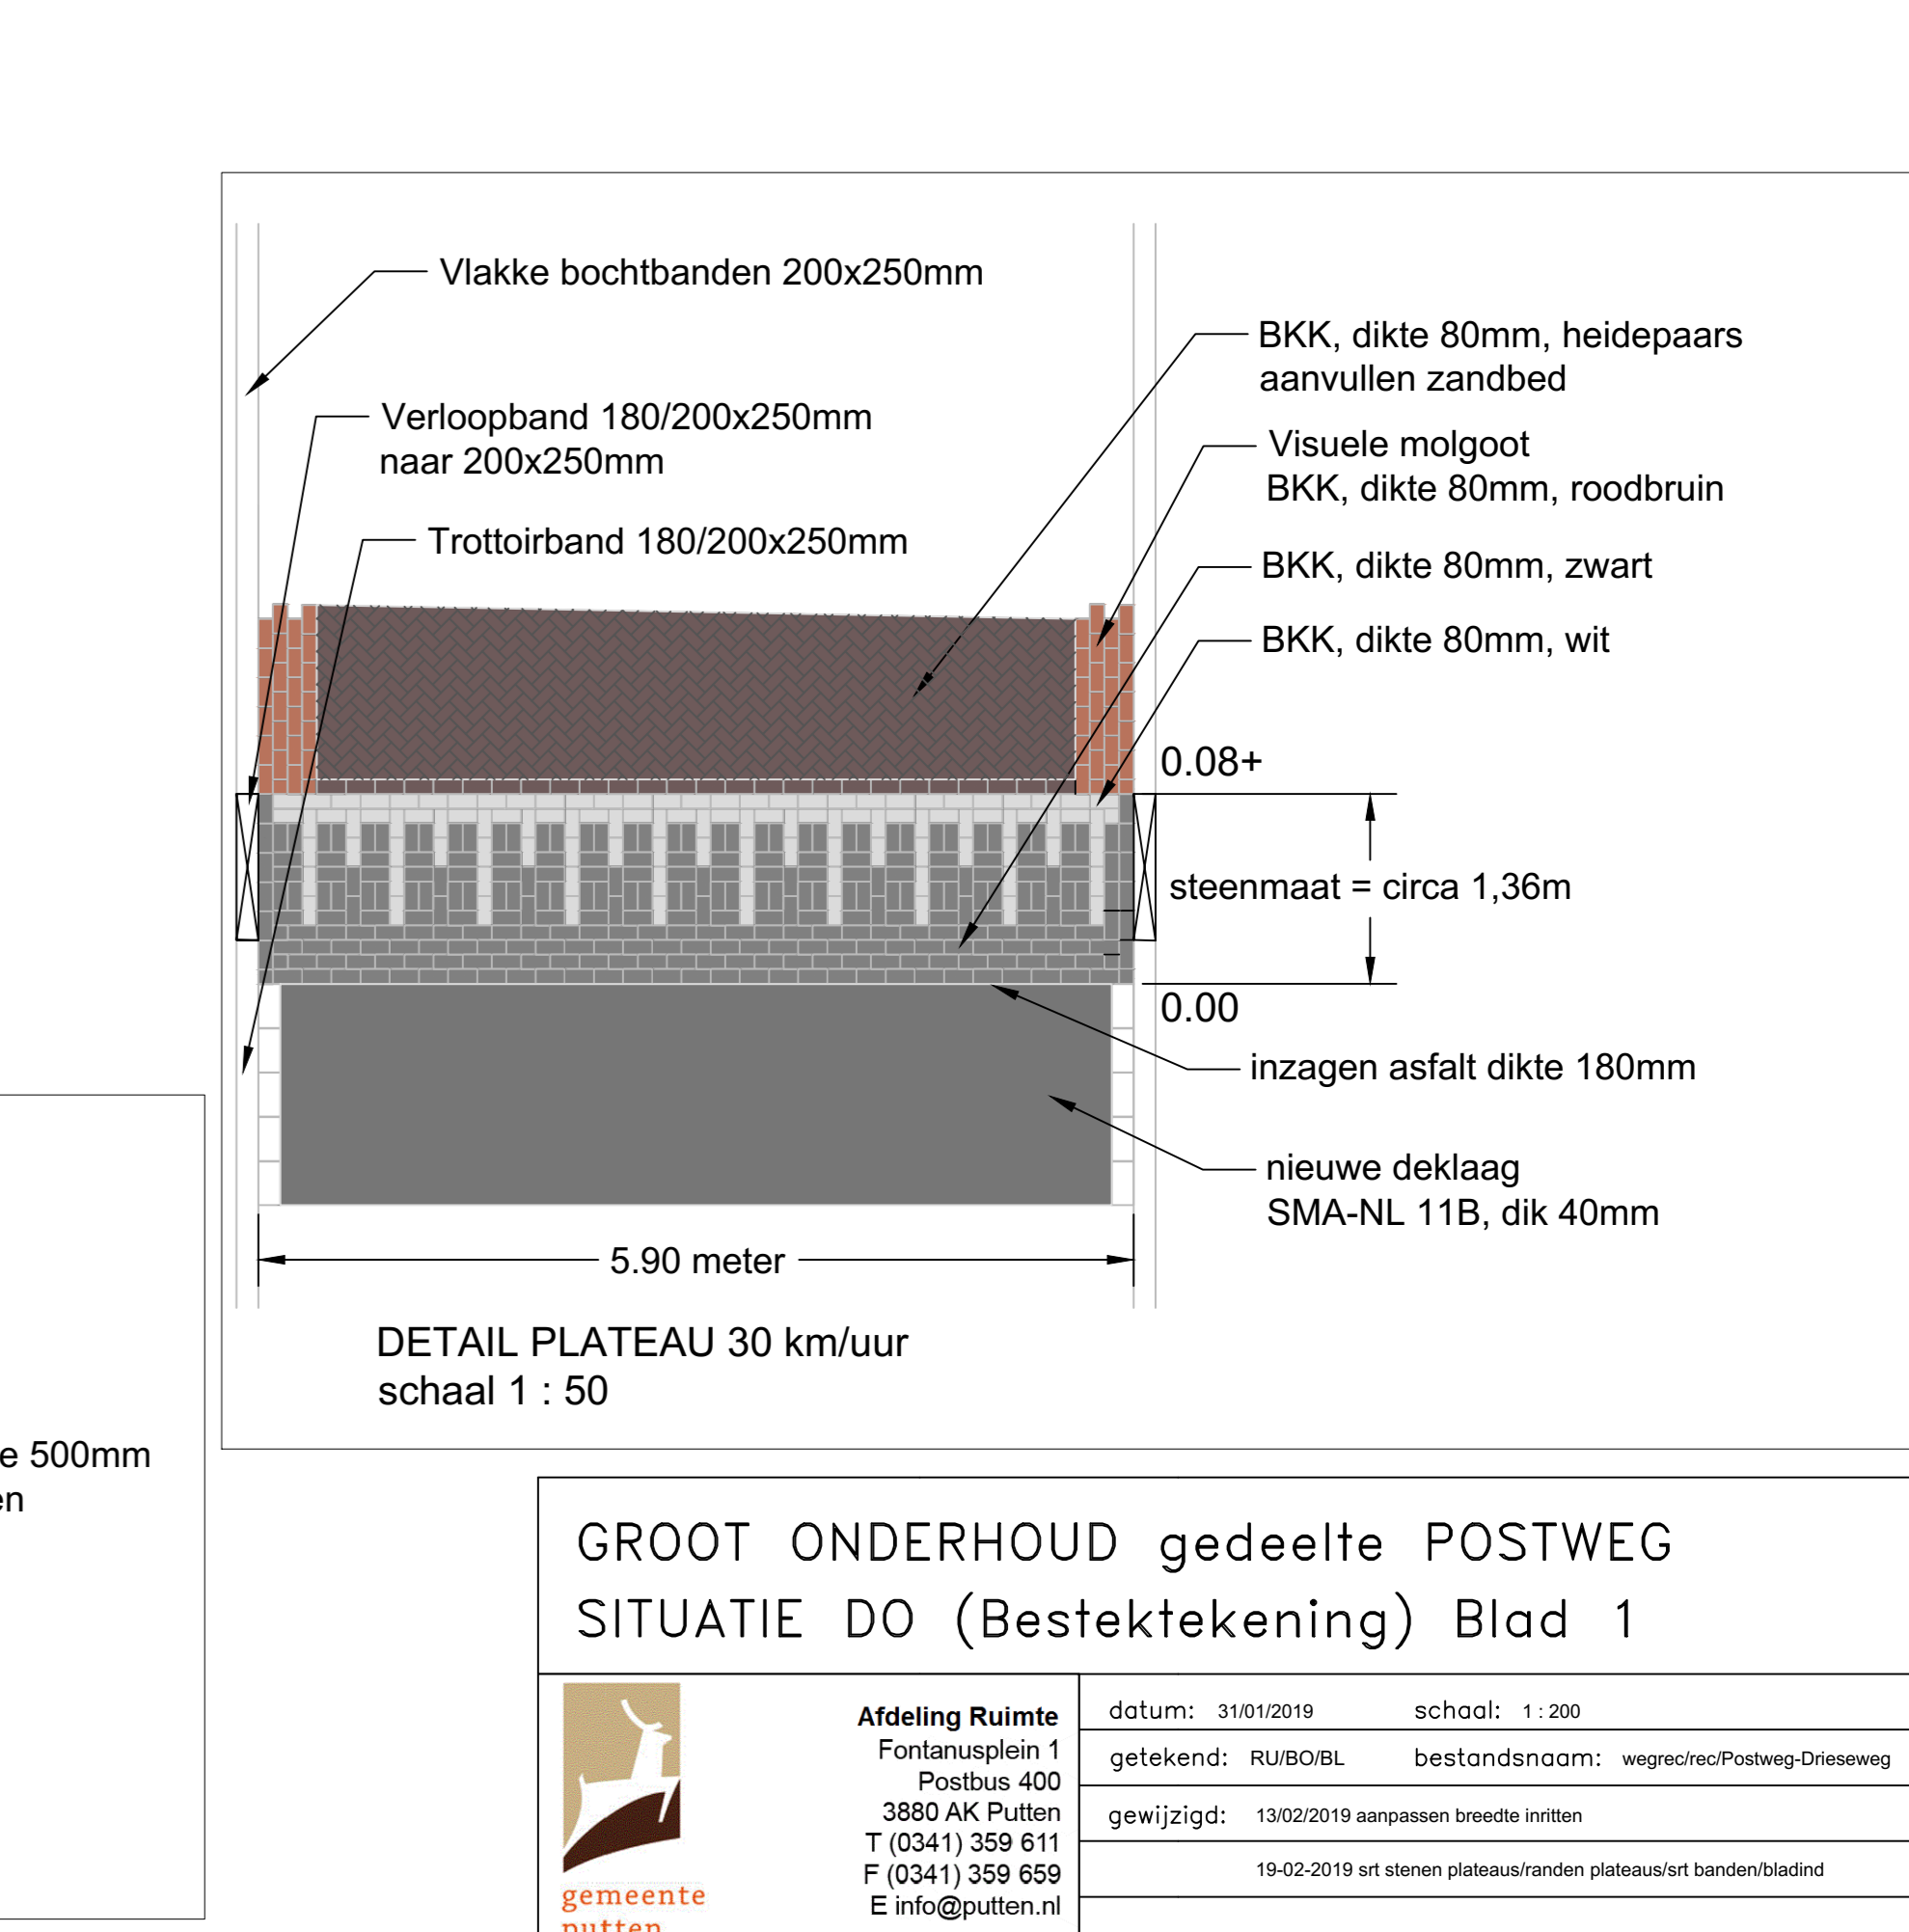 Vlakke bochtbanden 200x250mm
Verloopband 180/200x250mm
naar 200x250mm
Trottoirband 180/200x250mm
BKK, dikte 80mm, heidepaars
aanvullen zandbed
Visuele molgoot
BKK, dikte 80mm, roodbruin
BKK, dikte 80mm, zwart
BKK, dikte 80mm, wit
0.08+
steenmaat = circa 1,36m
0.00
inzagen asfalt dikte 180mm
nieuwe deklaag
SMA-NL 11B, dik 40mm
5.90 meter
DETAIL PLATEAU 30 km/uur
schaal 1 : 50
e 500mm
en
GROOT ONDERHOUD gedeelte POSTWEG
SITUATIE DO (Bestektekening) Blad 1
gemeente
putten
Afdeling Ruimte
Fontanusplein 1
Postbus 400
3880 AK Putten
T (0341) 359 611
F (0341) 359 659
E info@putten.nl
datum: 31/01/2019 schaal: 1 : 200
getekend: RU/BO/BL bestandsnaam: wegrec/rec/Postweg-Drieseweg
gewijzigd: 13/02/2019 aanpassen breedte inritten
19-02-2019 srt stenen plateaus/randen plateaus/srt banden/bladind